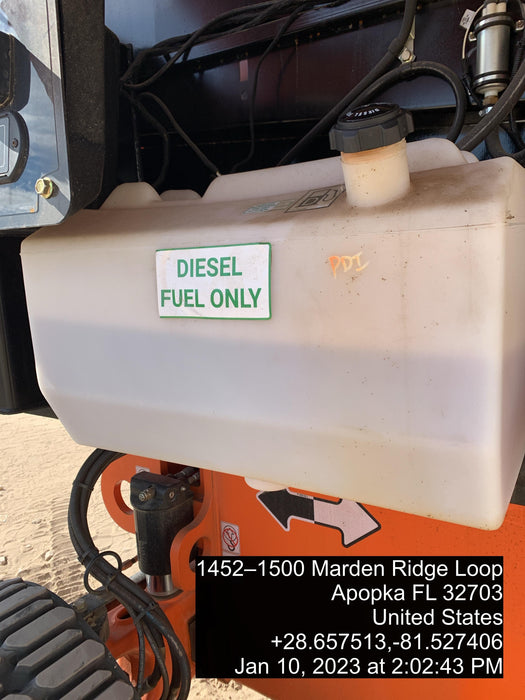 DIESEL
DIESEL
FUEL ONLY
PDI
1452–1500 Marden Ridge Loop
Apopka FL 32703
United States
+28.657513,-81.527406
Jan 10, 2023 at 2:02:43 PM